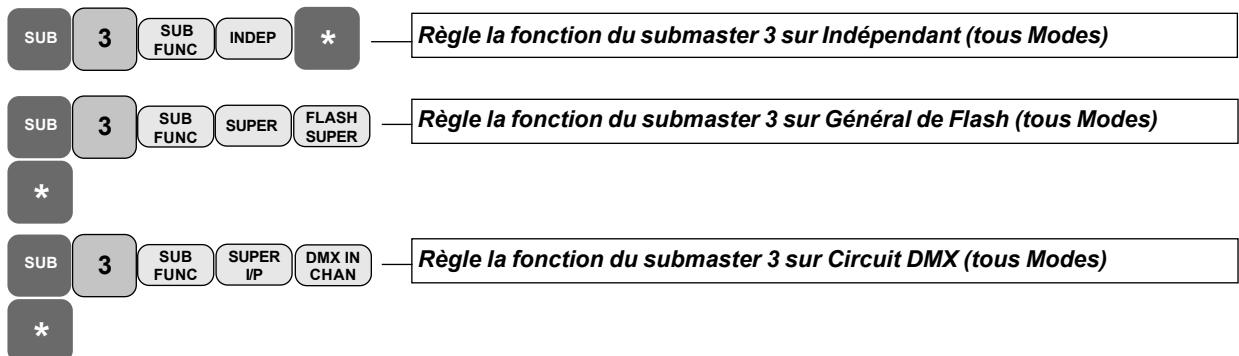 SUB 3 SUB FUNC INDEP * Règle la fonction du submaster 3 sur Indépendant (tous Modes)
SUB 3 SUB FUNC SUPER FLASH SUPER Règle la fonction du submaster 3 sur Général de Flash (tous Modes)
*
SUB 3 SUB FUNC SUPER I/P DMX IN CHAN Règle la fonction du submaster 3 sur Circuit DMX (tous Modes)
*